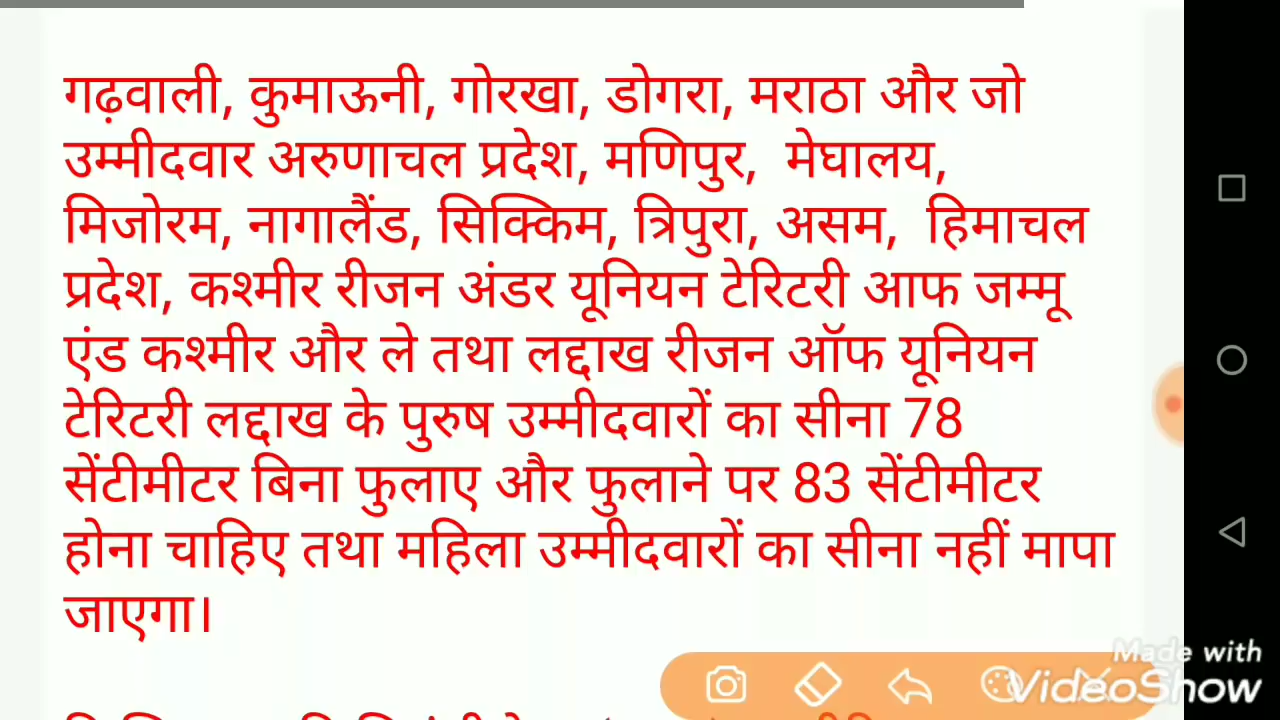 गढ़वाली, कुमाऊनी, गोरखा, डोगरा, मराठा और जो
उम्मीदवार अरुणाचल प्रदेश, मणिपुर, मेघालय,
मिजोरम, नागालैंड, सिक्किम, त्रिपुरा, असम, हिमाचल
प्रदेश, कश्मीर रीजन अंडर यूनियन टेरिटरी आफ जम्मू
एंड कश्मीर और ले तथा लद्दाख रीजन ऑफ यूनियन
टेरिटरी लद्दाख के पुरुष उम्मीदवारों का सीना 78
सेंटीमीटर बिना फुलाए और फुलाने पर 83 सेंटीमीटर
होना चाहिए तथा महिला उम्मीदवारों का सीना नहीं मापा
जाएगा।
Made with
VideoShow